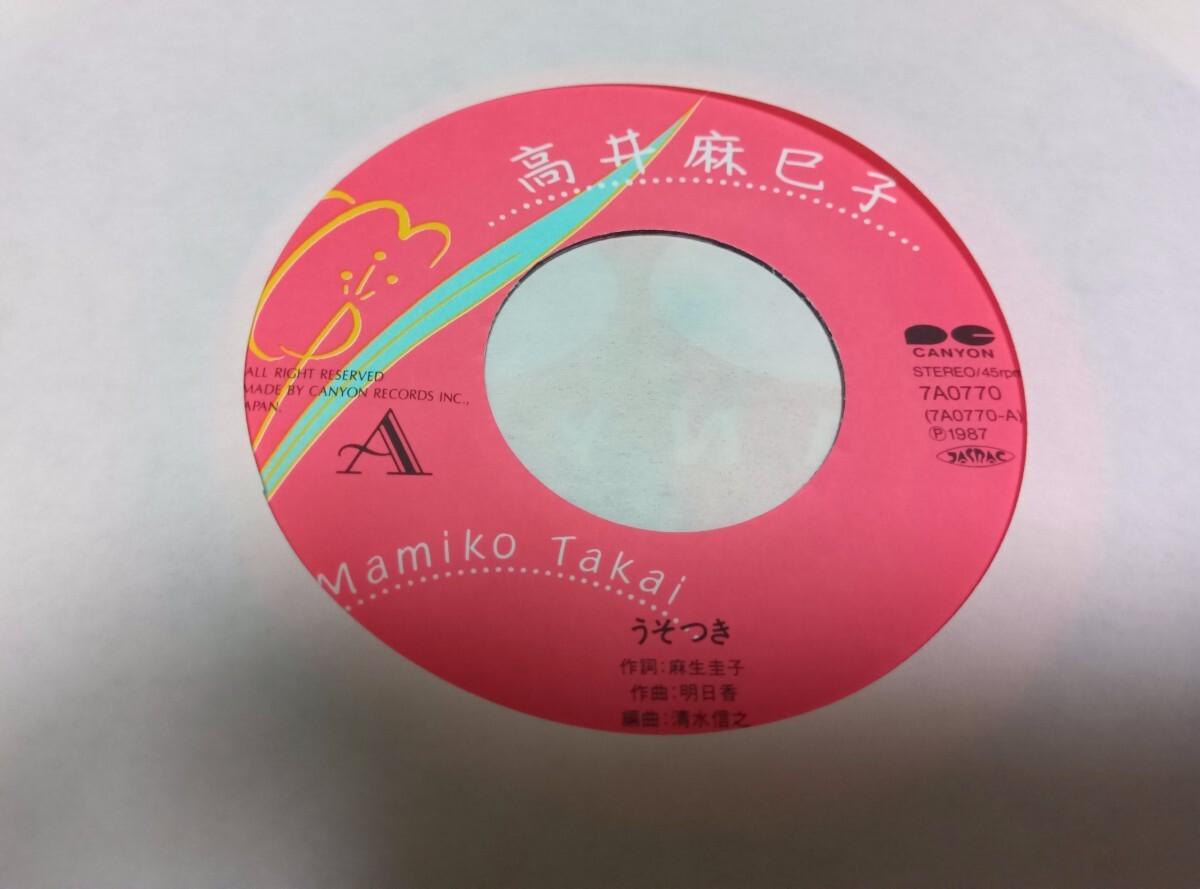 高井麻巳子
CANYON
STEREO/45rpm
7A0770
(7A0770-A)
Ⓟ1987
JASRAC
ALL RIGHT RESERVED
MADE BY CANYON RECORDS INC.,
APAN.
A
Mamiko Takai
うそつき
作詞:麻生圭子
作曲:明日香
編曲:清水信之